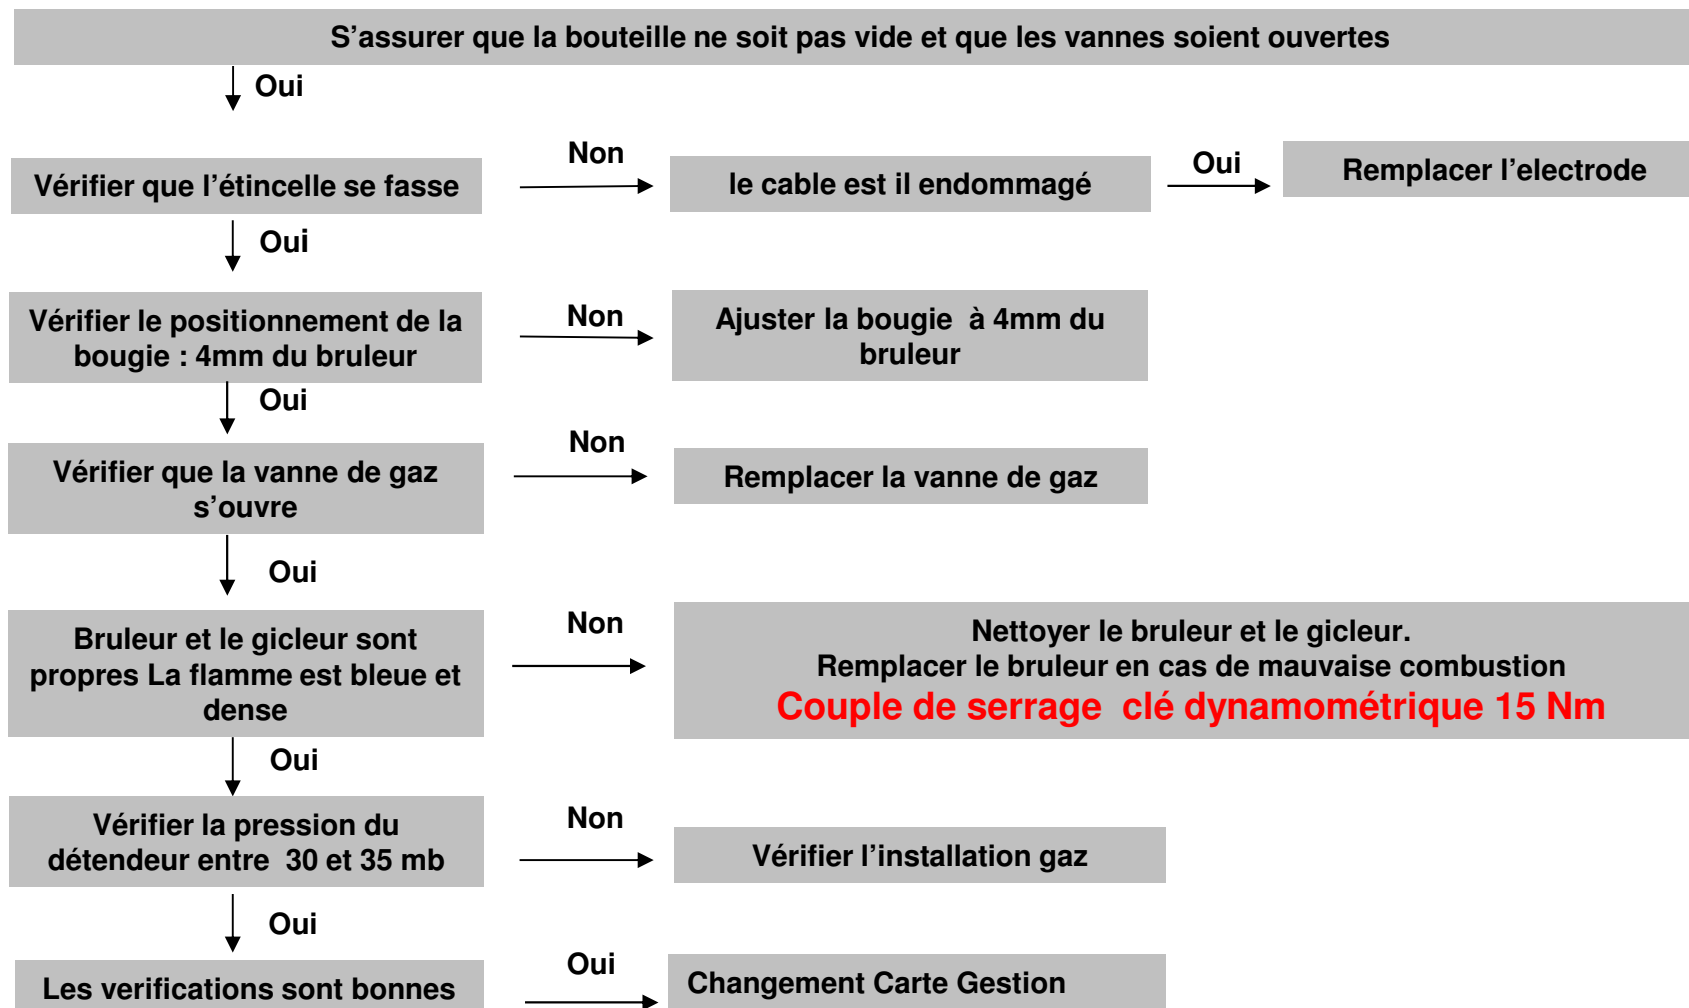 S’assurer que la bouteille ne soit pas vide et que les vannes soient ouvertes
Oui
Vérifier que l’étincelle se fasse
Non
le cable est il endommagé
Oui
Remplacer l’electrode
Oui
Vérifier le positionnement de la
bougie : 4mm du bruleur
Non
Ajuster la bougie à 4mm du
bruleur
Oui
Vérifier que la vanne de gaz
s’ouvre
Non
Remplacer la vanne de gaz
Oui
Bruleur et le gicleur sont
propres La flamme est bleue et
dense
Non
Nettoyer le bruleur et le gicleur.
Remplacer le bruleur en cas de mauvaise combustion
Couple de serrage clé dynamométrique 15 Nm
Oui
Vérifier la pression du
détendeur entre 30 et 35 mb
Non
Vérifier l’installation gaz
Oui
Les verifications sont bonnes
Oui
Changement Carte Gestion